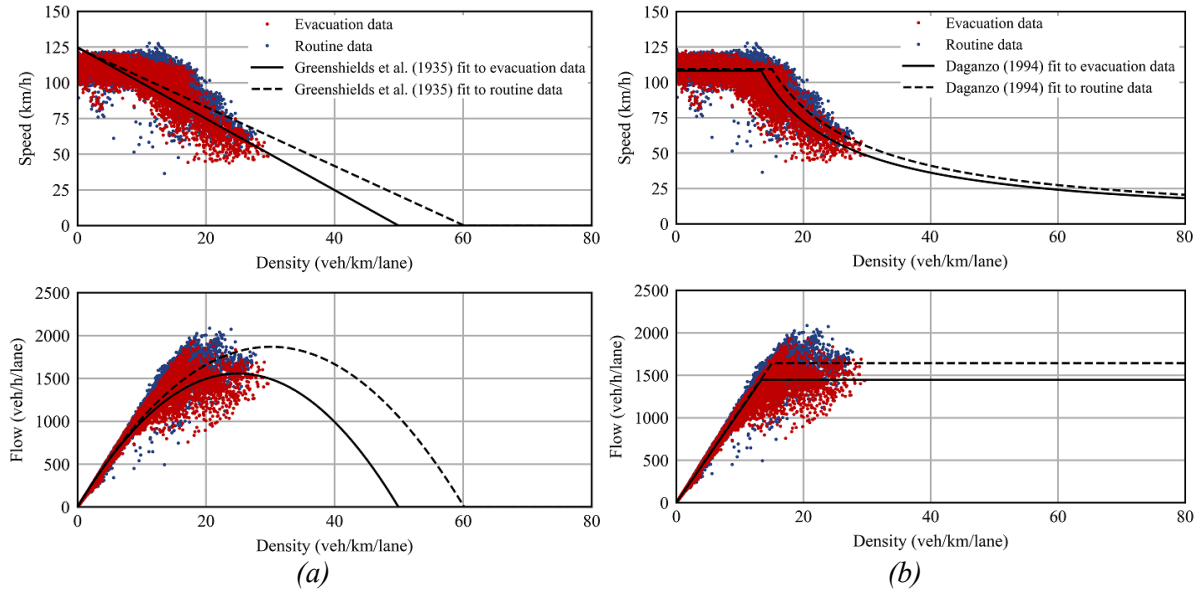 150
125
100
75
50
25
0
Speed (km/h)
Evacuation data
Routine data
Greenshields et al. (1935) fit to evacuation data
Greenshields et al. (1935) fit to routine data
0 20 40 60 80
Density (veh/km/lane)
150
125
100
75
50
25
0
Speed (km/h)
Evacuation data
Routine data
Daganzo (1994) fit to evacuation data
Daganzo (1994) fit to routine data
0 20 40 60 80
Density (veh/km/lane)
2500
2000
1500
1000
500
0
Flow (veh/h/lane)
0 20 40 60 80
Density (veh/km/lane)
(a)
2500
2000
1500
1000
500
0
Flow (veh/h/lane)
0 20 40 60 80
Density (veh/km/lane)
(b)